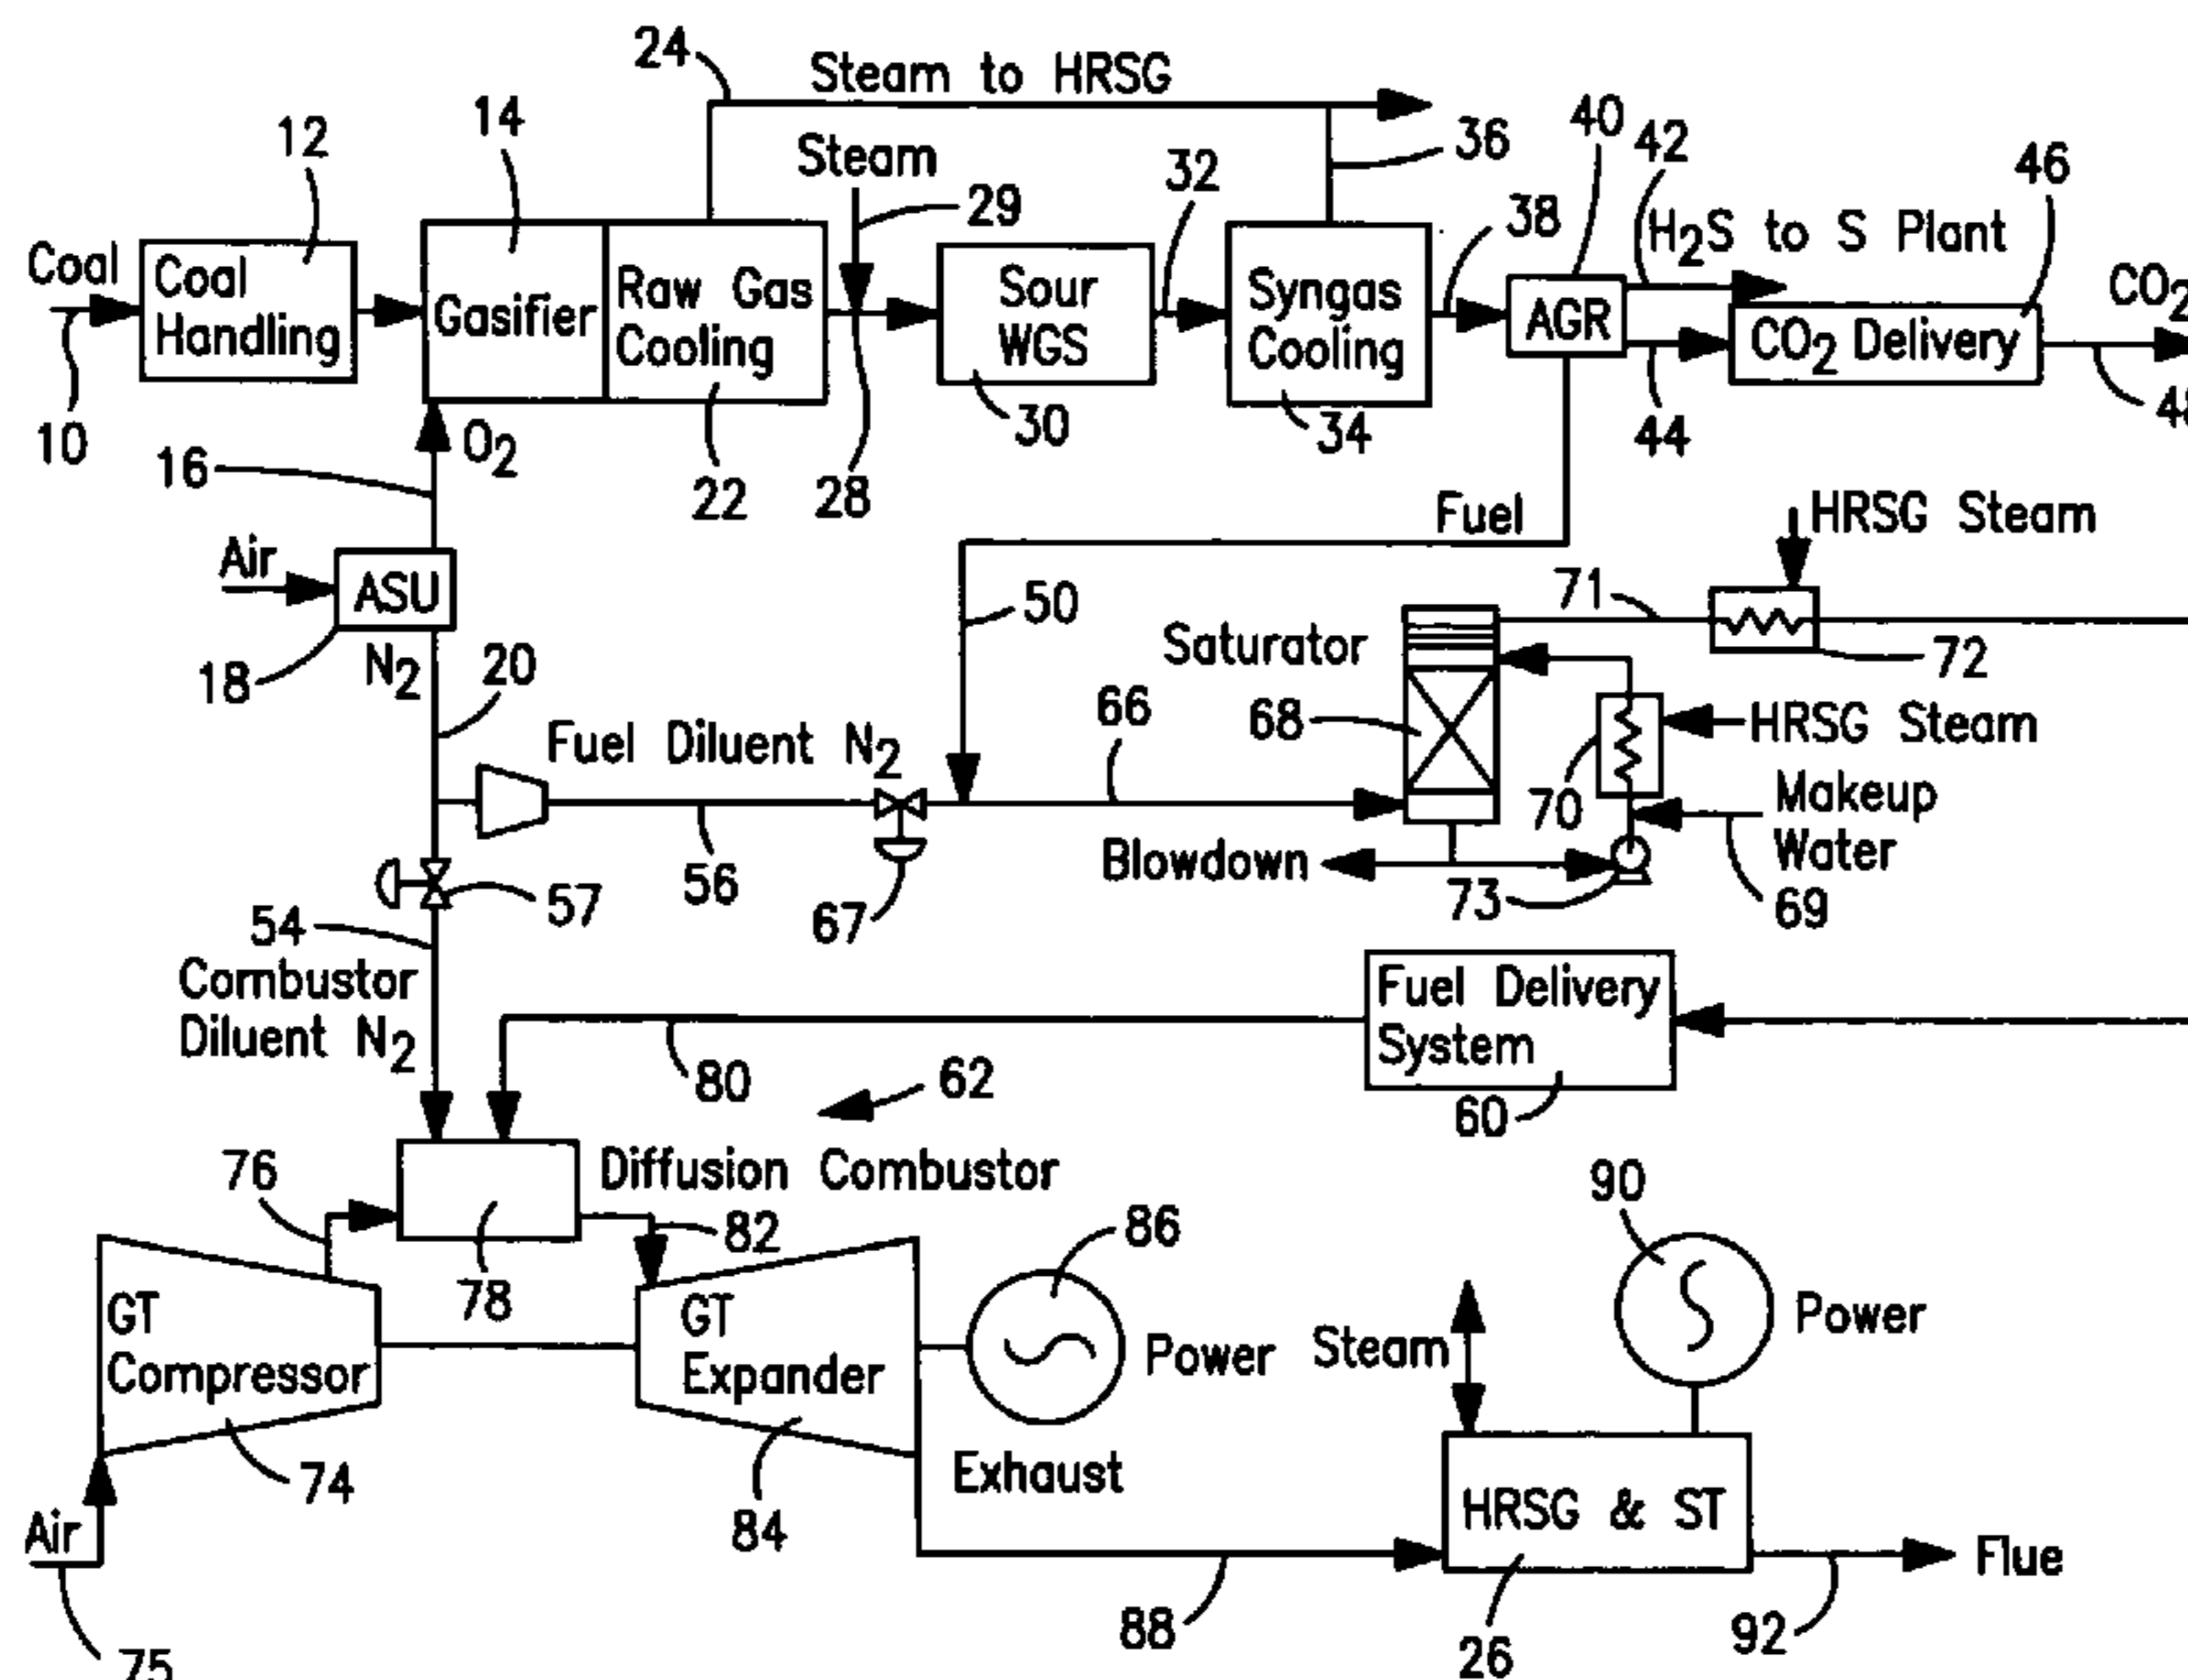 24
Steam to HRSG
12
14
Steam
29
32
36
40
42
46
38
H2S to S Plant
CO2
Coal
Coal
Handling
Gasifier
Raw Gas
Cooling
Sour
WGS
Syngas
Cooling
AGR
CO2 Delivery
10
16
O2
22
28
30
34
44
48
Fuel
HRSG Steam
Air
ASU
50
71
72
18
N2
20
Saturator
Fuel Diluent N2
66
68
HRSG Steam
70
Makeup
Water
Blowdown
56
57
67
73
69
54
Combustor
Diluent N2
Fuel Delivery
System
80
62
60
76
Diffusion Combustor
90
82
86
78
GT
Compressor
GT
Expander
Power
Steam
Power
74
84
Exhaust
HRSG & ST
Air
Flue
88
26
92
75